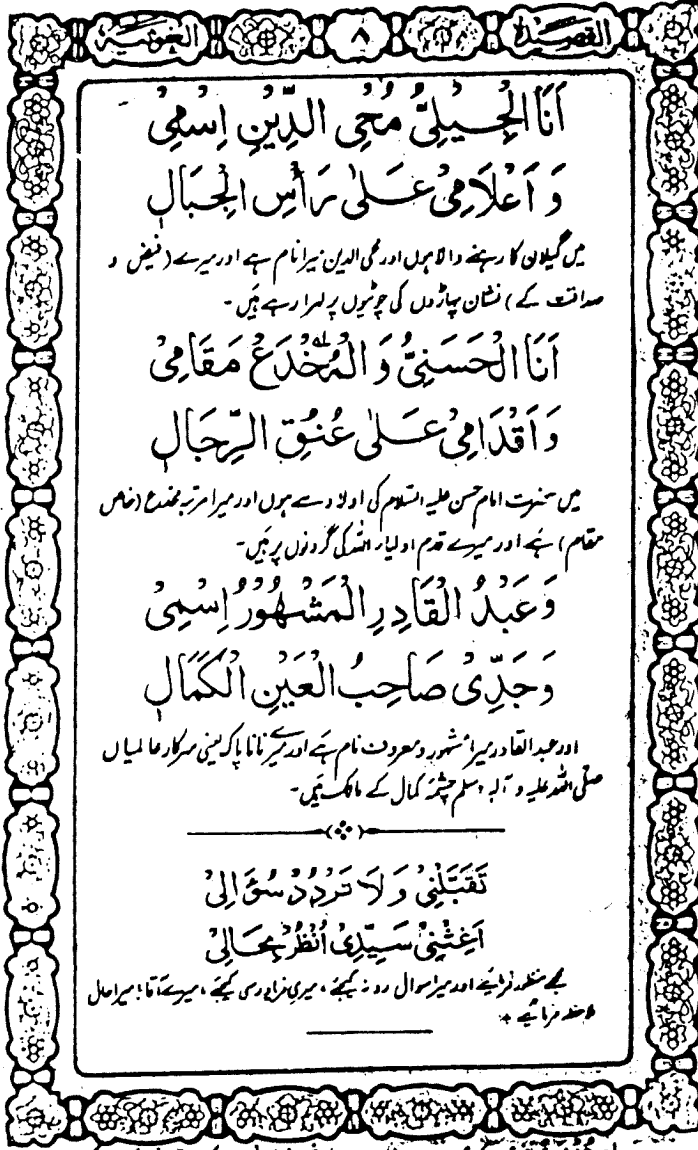 القصيدة ٨ الغوثية
اَنَا الْجِيْلِيُّ مُحْيِ الدِّيْنِ اِسْمِيْ
وَ اَعْلَامِيْ عَلٰى رَأْسِ الْجِبَالٖ
میں گیلان کا رہنے والا ہوں اور محی الدین میرا نام ہے اور میرے (فیض و
صداقت کے) نشان پہاڑوں کی چوٹیوں پر لہرا رہے ہیں۔
اَنَا الْحَسَنِيُّ وَ الْمُخْدَعْ مَقَامِيْ
وَ اَقْدَامِيْ عَلٰى عُنُقِ الرِّجَالٖ
میں حضرت امام حسن علیہ السلام کی اولاد سے ہوں اور میرا مرتبہ مخدع (خاص
مقام) ہے اور میرے قدم اولیاء اللہ کی گردنوں پر ہیں۔
وَ عَبْدُ الْقَادِرِ الْمَشْهُوْرُ اِسْمِيْ
وَ جَدِّيْ صَاحِبُ الْعَيْنِ الْكَمَالٖ
اور عبدالقادر میرا مشہور و معروف نام ہے اور میرے نانا پاک یعنی سرکار عالمیاں
صلی اللہ علیہ وآلہ وسلم چشمۂ کمال کے مالک ہیں۔
تَقَبَّلْنِيْ وَ لَا تَرْدُدْ سُؤَالِيْ
اَغِثْنِيْ سَيِّدِيْ اُنْظُرْ بِحَالِيْ
مجھے منظور فرمائیے اور میرا سوال رد نہ کیجئے، میری فریاد رسی کیجئے، میرے آقا! میرا حال
ملاحظہ فرمائیے